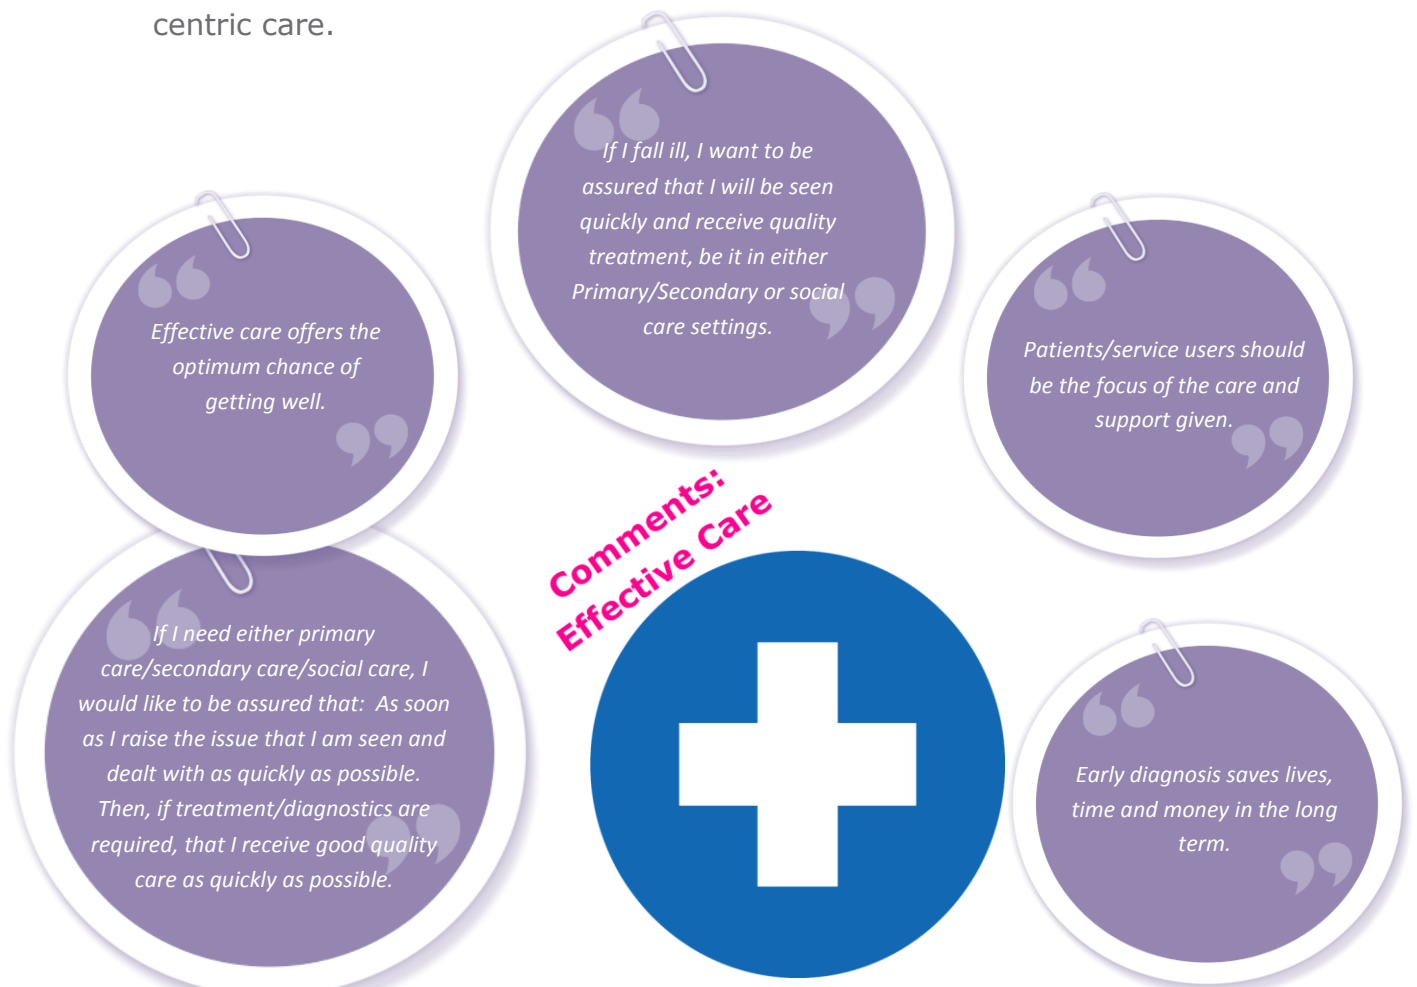 centric care.
If I fall ill, I want to be
assured that I will be seen
quickly and receive quality
treatment, be it in either
Primary/Secondary or social
care settings.
Effective care offers the
optimum chance of
getting well.
Patients/service users should
be the focus of the care and
support given.
Comments:
Effective Care
If I need either primary
care/secondary care/social care, I
would like to be assured that:  As soon
as I raise the issue that I am seen and
dealt with as quickly as possible.
Then, if treatment/diagnostics are
required, that I receive good quality
care as quickly as possible.
Early diagnosis saves lives,
time and money in the long
term.